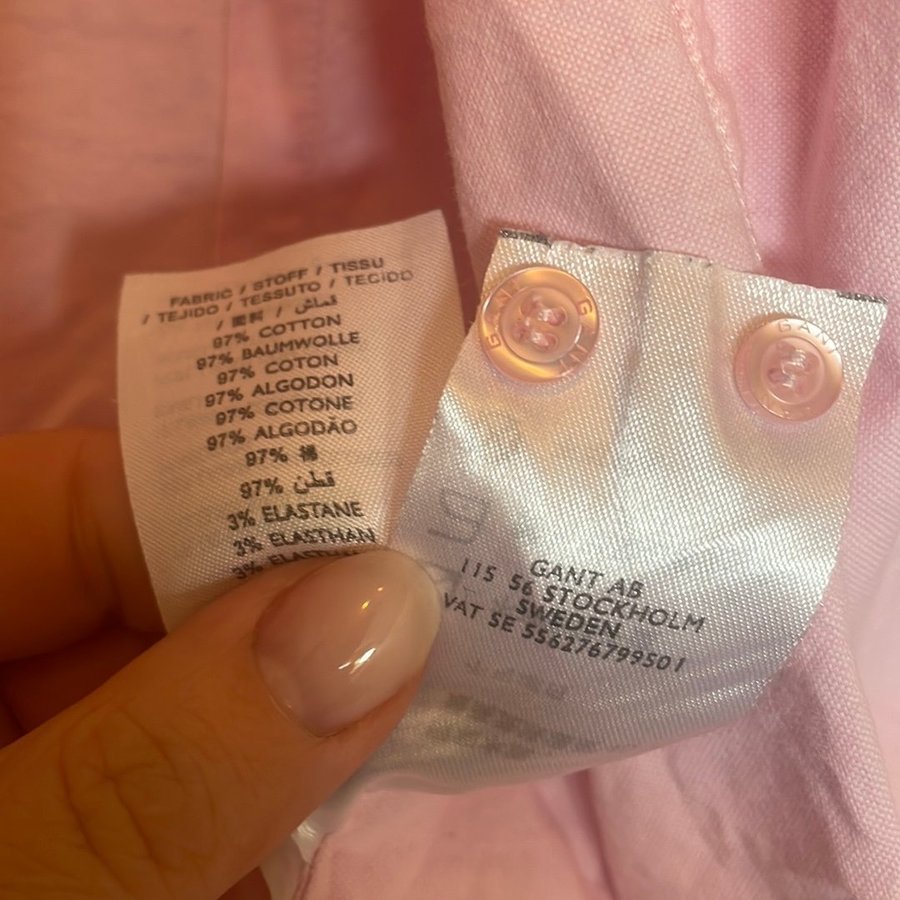 FABRIC / STOFF / TISSU
/ TEJIDO / TESSUTO / TECIDO
/ 面料 / قماش
97% COTTON
97% BAUMWOLLE
97% COTON
97% ALGODON
97% COTONE
97% ALGODÃO
97% 棉
97% قطن
3% ELASTANE
3% ELASTHAN
GANT
GANT AB
115 56 STOCKHOLM
SWEDEN
VAT SE 556276799501